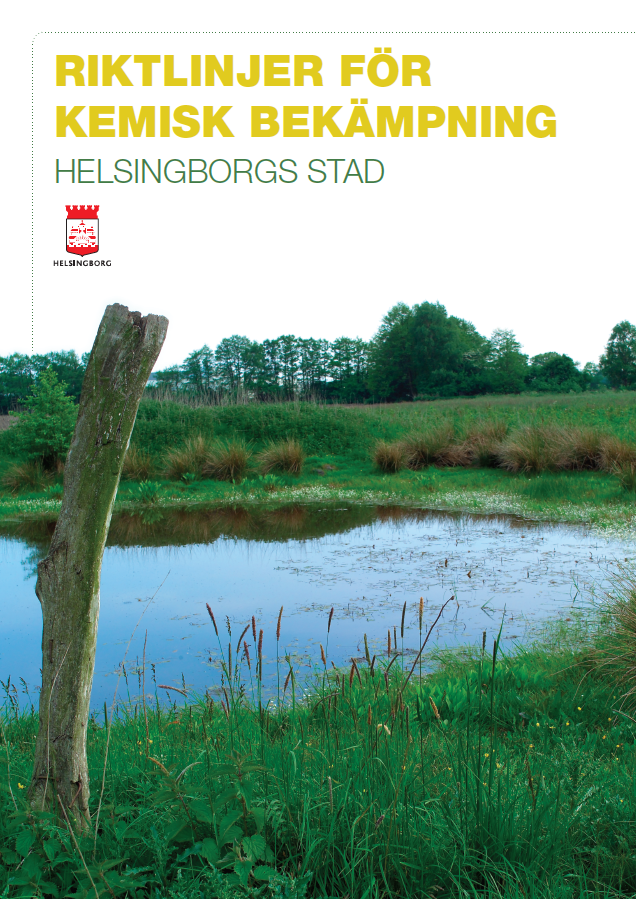 RIKTLINJER FÖR
KEMISK BEKÄMPNING
HELSINGBORGS STAD
HELSINGBORG